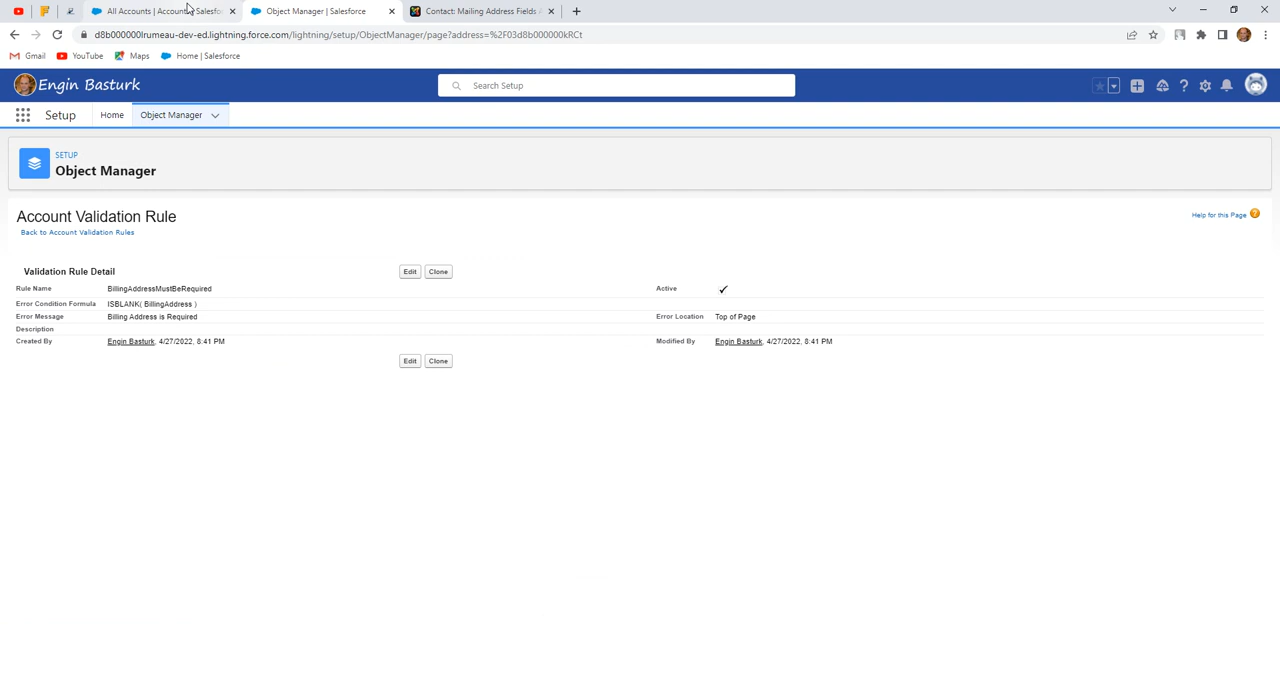 All Accounts | Accounts | Salesfor
Object Manager | Salesforce
Contact: Mailing Address Fields A
d8b000000lrumeau-dev-ed.lightning.force.com/lightning/setup/ObjectManager/page?address=%2F03d8b000000kRCt
Gmail
YouTube
Maps
Home | Salesforce
Engin Basturk
Search Setup
Setup
Home
Object Manager
SETUP
Object Manager
Account Validation Rule
Help for this Page
Back to Account Validation Rules
Validation Rule Detail
Edit
Clone
Rule Name
BillingAddressMustBeRequired
Active
Error Condition Formula
ISBLANK( BillingAddress )
Error Message
Billing Address is Required
Error Location
Top of Page
Description
Created By
Engin Basturk, 4/27/2022, 8:41 PM
Modified By
Engin Basturk, 4/27/2022, 8:41 PM
Edit
Clone